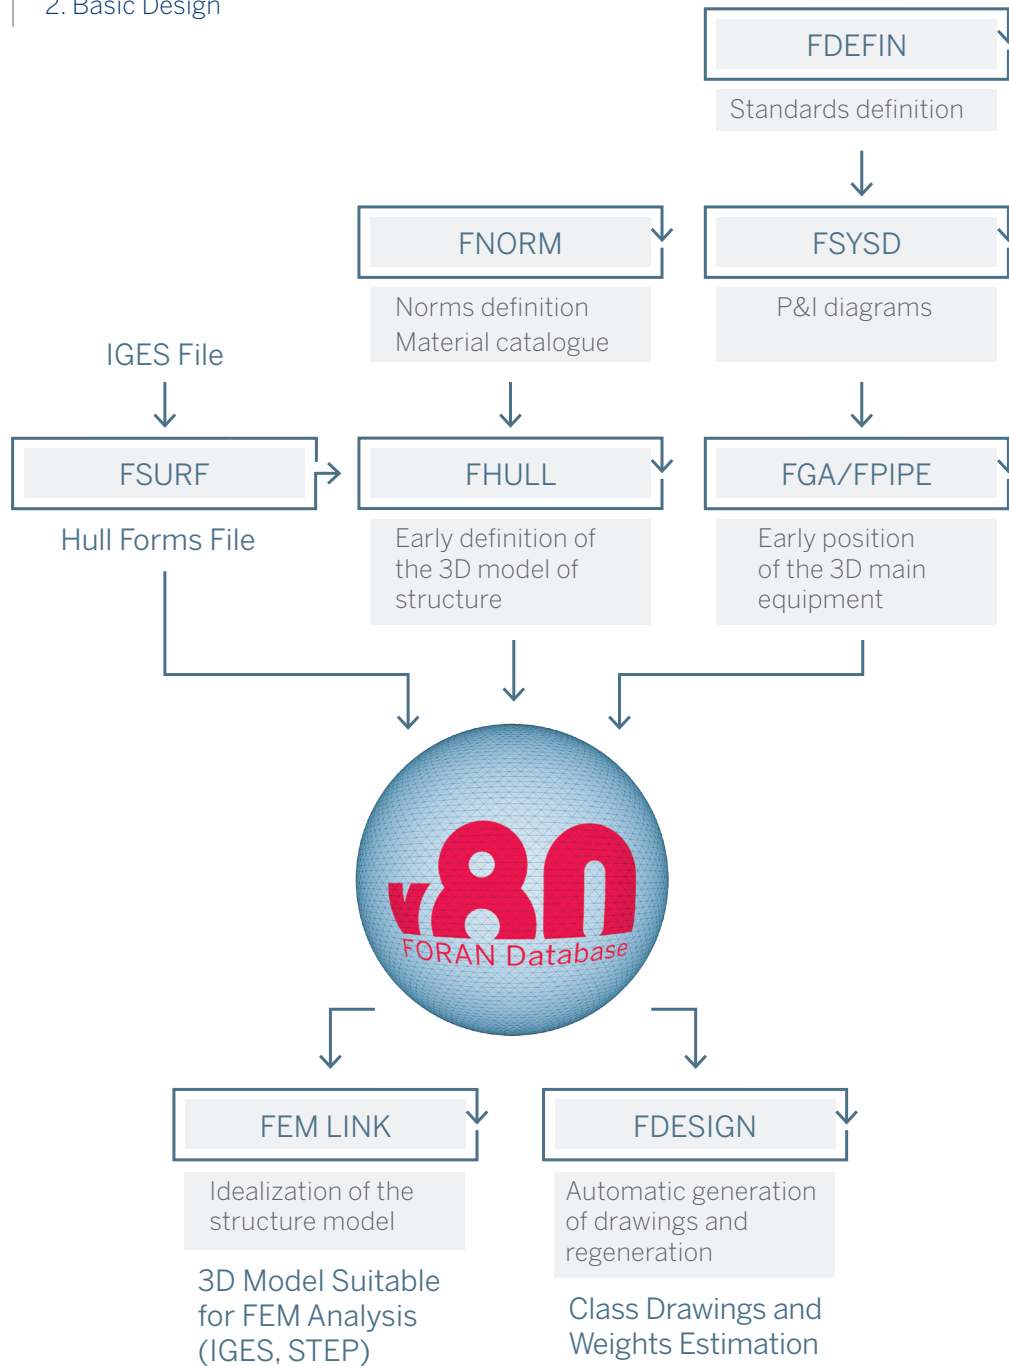 2. Basic Design
FDEFIN
Standards definition
FNORM
Norms definition
Material catalogue
FSYSD
P&I diagrams
IGES File
FSURF
Hull Forms File
FHULL
Early definition of
the 3D model of
structure
FGA/FPIPE
Early position
of the 3D main
equipment
v80
FORAN Database
FEM LINK
Idealization of the
structure model
3D Model Suitable
for FEM Analysis
(IGES, STEP)
FDESIGN
Automatic generation
of drawings and
regeneration
Class Drawings and
Weights Estimation